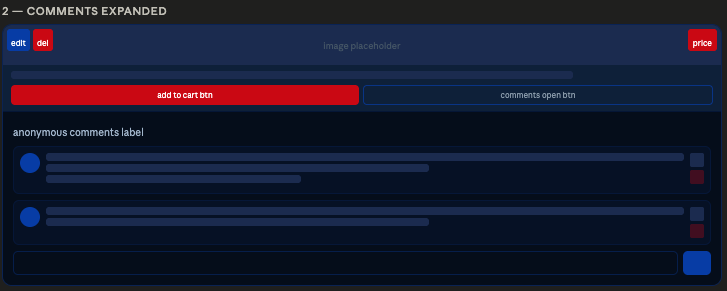 2 — COMMENTS EXPANDED
edit
del
image placeholder
price
add to cart btn
comments open btn
anonymous comments label